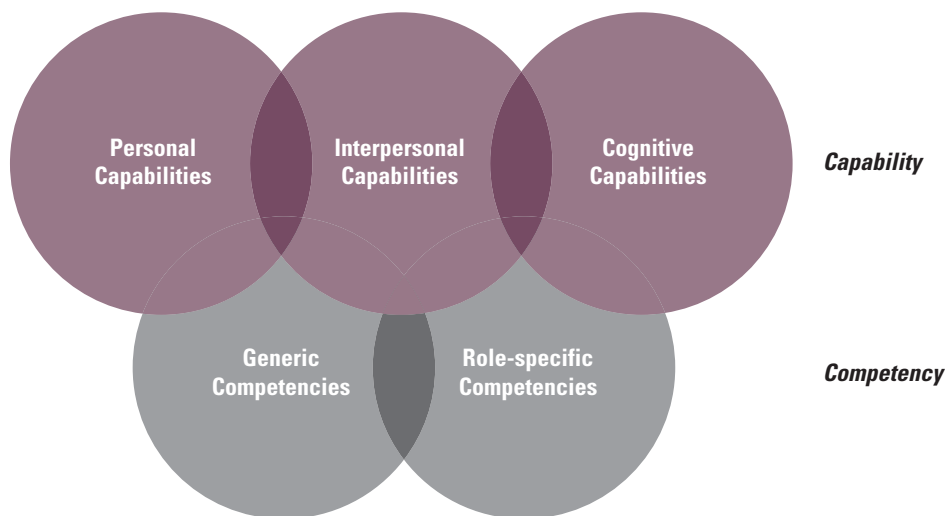 Personal
Capabilities
Interpersonal
Capabilities
Cognitive
Capabilities
Capability
Generic
Competencies
Role-specific
Competencies
Competency